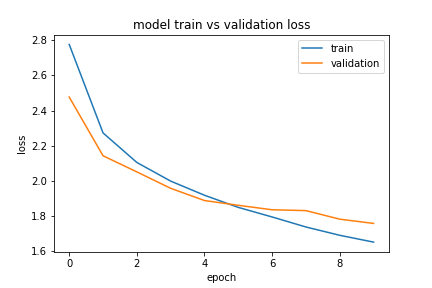 model train vs validation loss
2.8
2.6
2.4
2.2
2.0
1.8
1.6
loss
train
validation
0 2 4 6 8
epoch